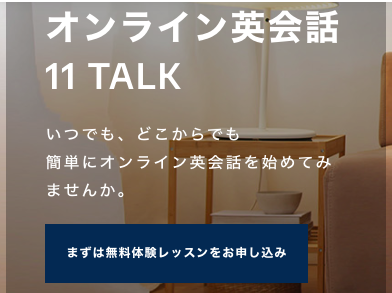 オンライン英会話
11 TALK
いつでも、どこからでも
簡単にオンライン英会話を始めてみ
ませんか。
まずは無料体験レッスンをお申し込み